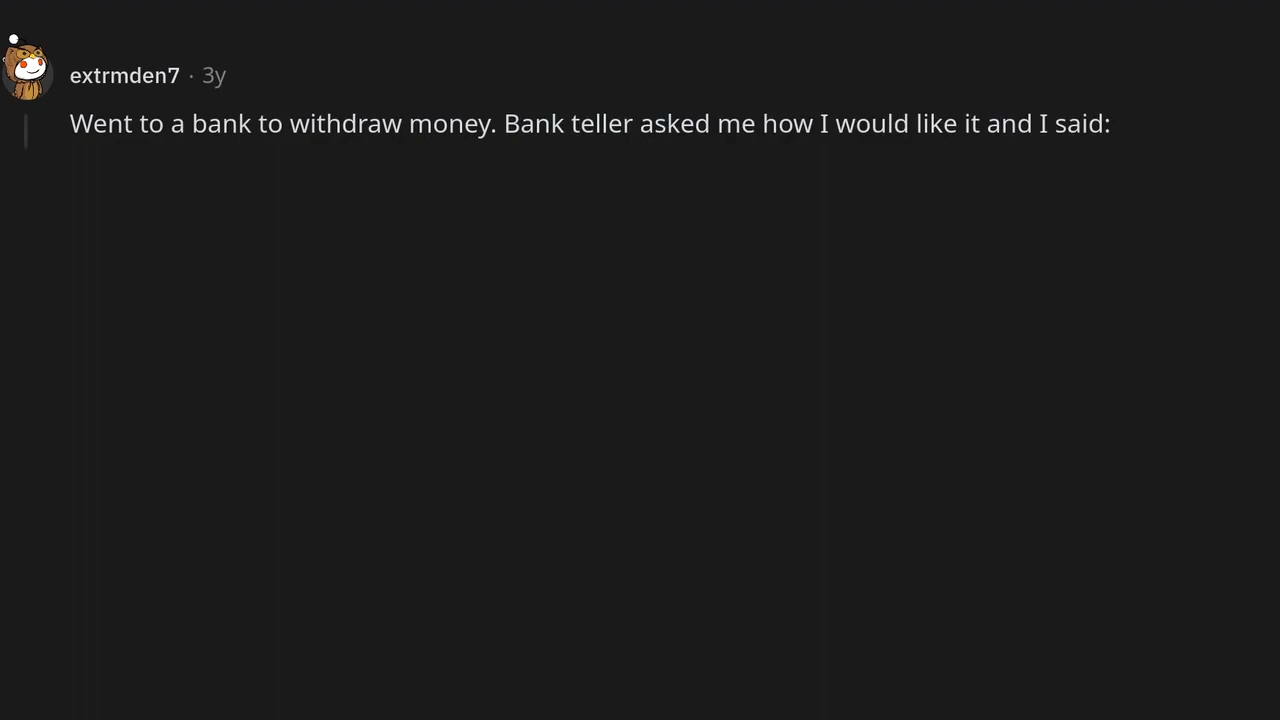 extrmden7 · 3y
Went to a bank to withdraw money. Bank teller asked me how I would like it and I said: